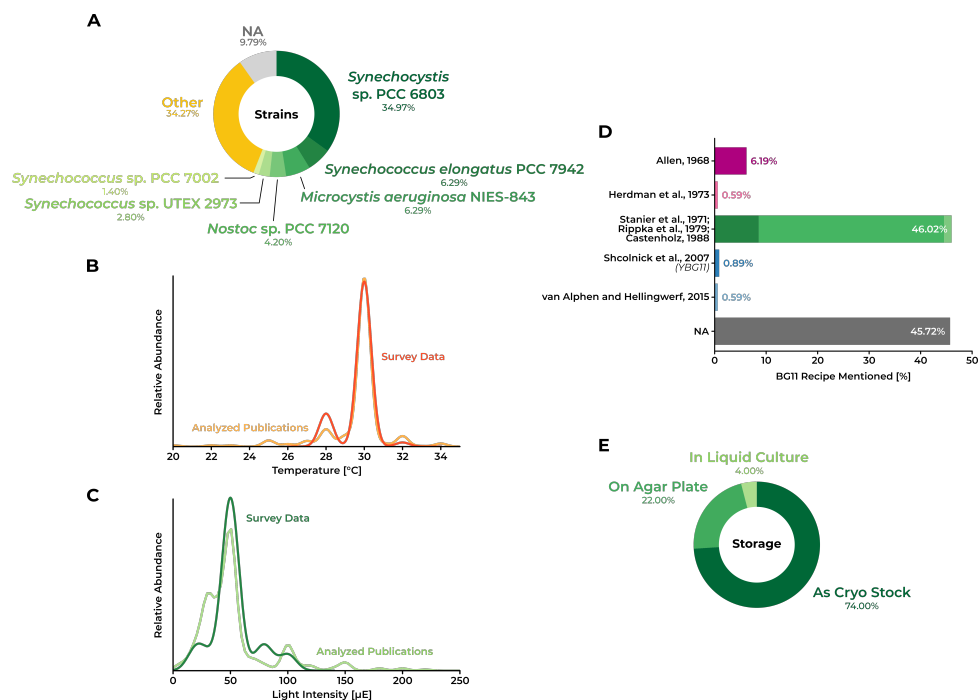 A
NA
9.79%
Synechocystis
sp. PCC 6803
34.97%
Other
34.27%
Strains
Synechococcus elongatus PCC 7942
6.29%
Synechococcus sp. PCC 7002
1.40%
Microcystis aeruginosa NIES-843
6.29%
Synechococcus sp. UTEX 2973
2.80%
Nostoc sp. PCC 7120
4.20%
B
Relative Abundance
Survey Data
Analyzed Publications
20 22 24 26 28 30 32 34
Temperature [°C]
C
Relative Abundance
Survey Data
Analyzed Publications
0 50 100 150 200 250
Light Intensity [µE]
D
Allen, 1968
6.19%
Herdman et al., 1973
0.59%
Stanier et al., 1971;
Rippka et al., 1979;
Castenholz, 1988
46.02%
Shcolnick et al., 2007
(YBG11)
0.89%
van Alphen and Hellingwerf, 2015
0.59%
NA
45.72%
0 10 20 30 40 50
BG11 Recipe Mentioned [%]
E
In Liquid Culture
4.00%
On Agar Plate
22.00%
Storage
As Cryo Stock
74.00%